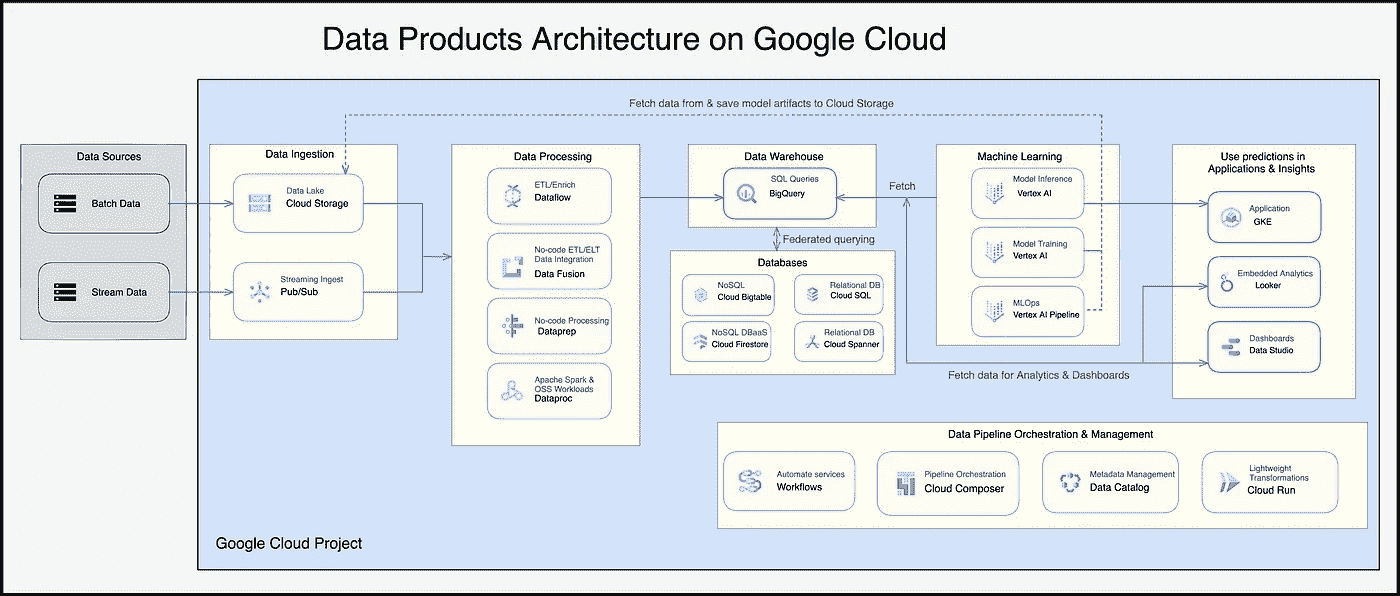 Data Products Architecture on Google Cloud
Fetch data from & save model artifacts to Cloud Storage
Data Sources
Batch Data
Stream Data
Data Ingestion
Data Lake
Cloud Storage
Streaming Ingest
Pub/Sub
Data Processing
ETL/Enrich
Dataflow
No-code ETL/ELT
Data Integration
Data Fusion
No-code Processing
Dataprep
Apache Spark &
OSS Workloads
Dataproc
Data Warehouse
SQL Queries
BigQuery
Federated querying
Databases
NoSQL
Cloud Bigtable
Relational DB
Cloud SQL
NoSQL DBaaS
Cloud Firestore
Relational DB
Cloud Spanner
Fetch
Machine Learning
Model Inference
Vertex AI
Model Training
Vertex AI
MLOps
Vertex AI Pipeline
Fetch data for Analytics & Dashboards
Use predictions in
Applications & Insights
Application
GKE
Embedded Analytics
Looker
Dashboards
Data Studio
Data Pipeline Orchestration & Management
Automate services
Workflows
Pipeline Orchestration
Cloud Composer
Metadata Management
Data Catalog
Lightweight
Transformations
Cloud Run
Google Cloud Project